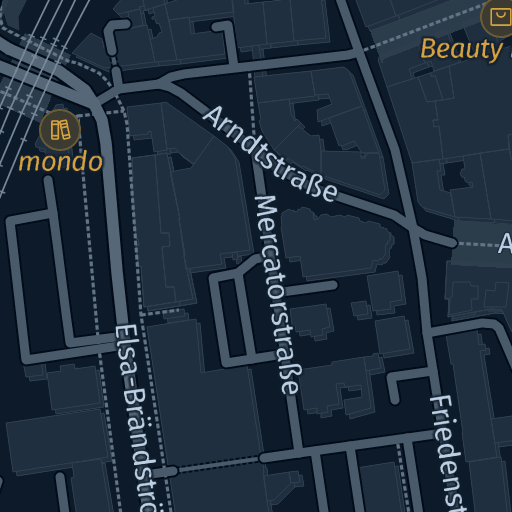 Beauty
mondo
Arndtstraße
Mercatorstraße
A
Elsa-Brändströ
Friedenst